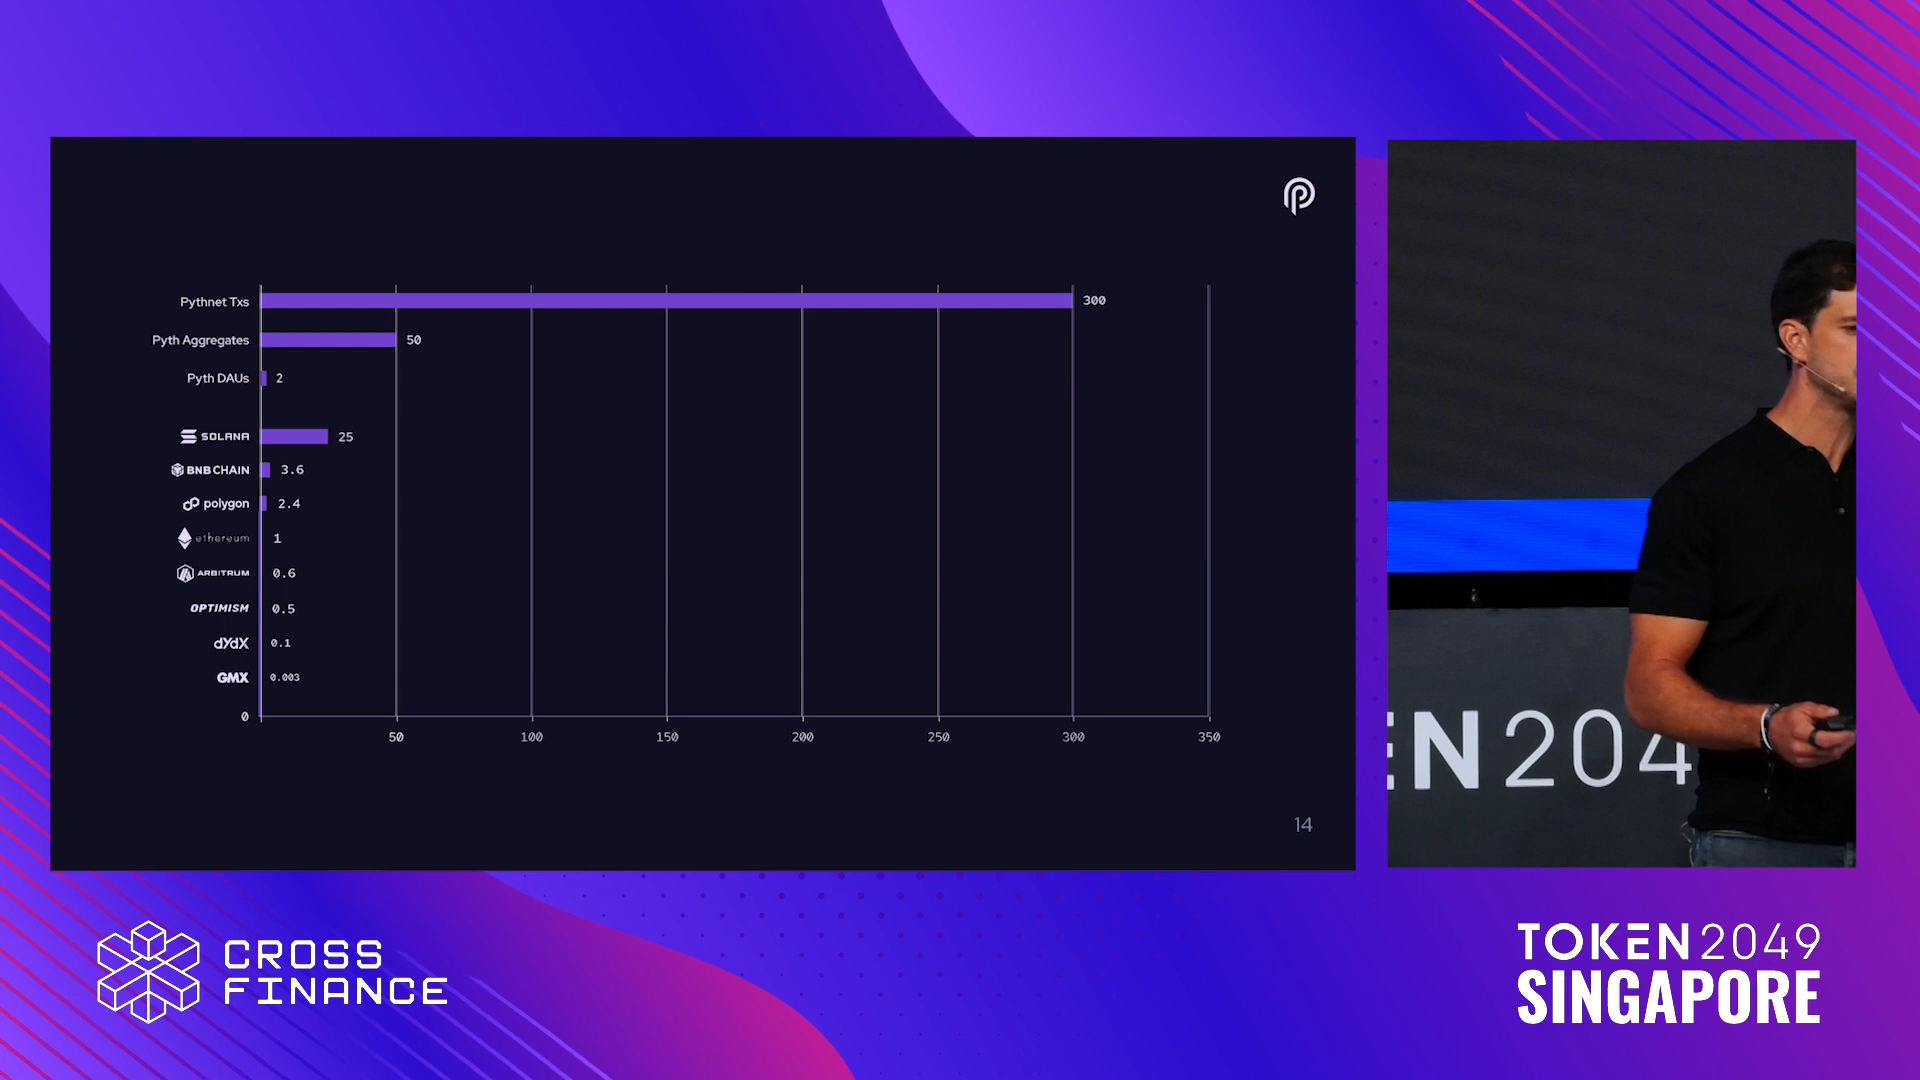 Pythnet Txs 300
Pyth Aggregates 50
Pyth DAUs 2
SOLANA 25
BNB CHAIN 3.6
polygon 2.4
ethereum 1
ARBITRUM 0.6
OPTIMISM 0.5
dYdX 0.1
GMX 0.003
0
50 100 150 200 250 300 350
14
EN 204
CROSS
FINANCE
TOKEN2049
SINGAPORE